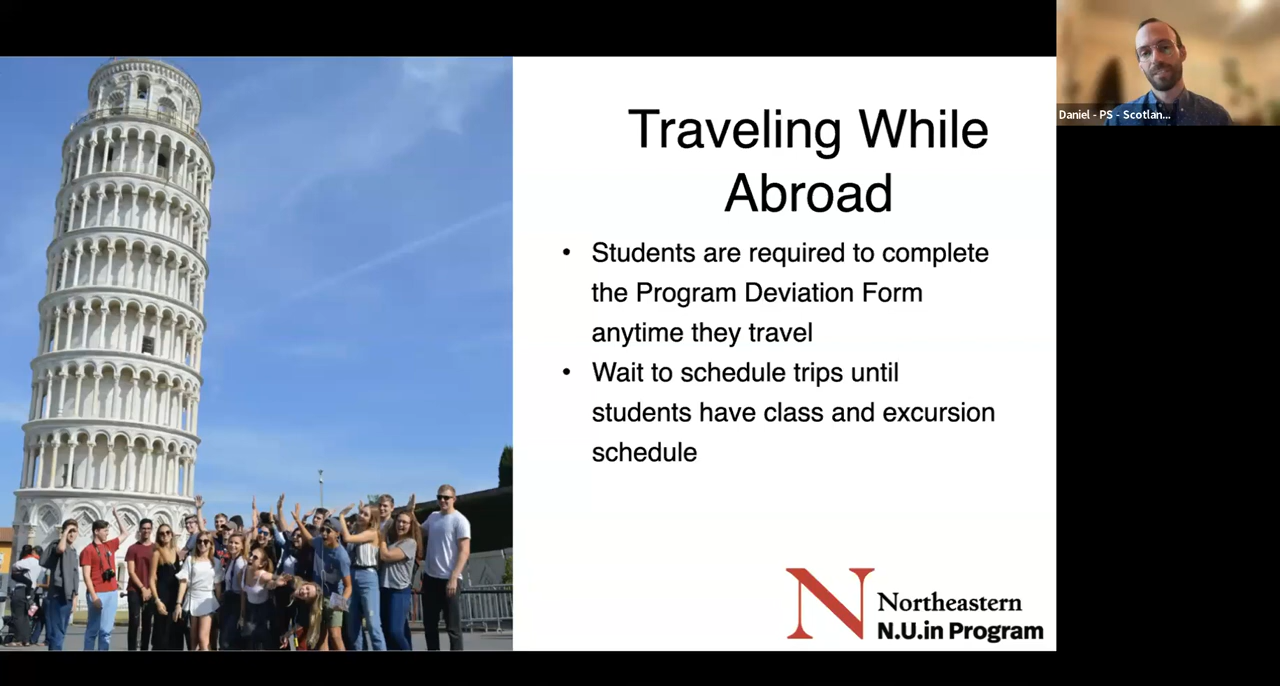 Traveling While
Abroad
• Students are required to complete
the Program Deviation Form
anytime they travel
• Wait to schedule trips until
students have class and excursion
schedule
N Northeastern
N.U.in Program
Daniel - PS - Scotlan...